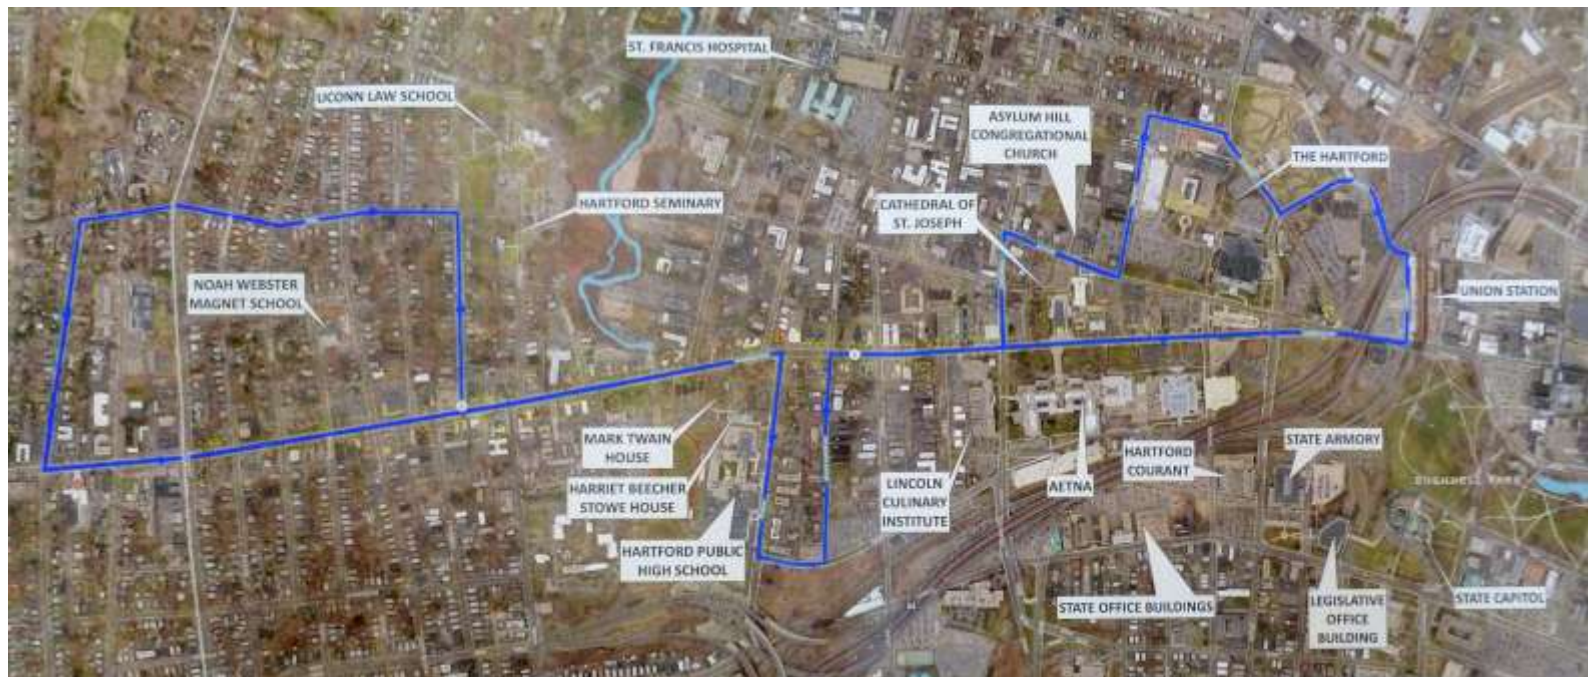 ST. FRANCIS HOSPITAL
UCONN LAW SCHOOL
ASYLUM HILL
CONGREGATIONAL
CHURCH
THE HARTFORD
HARTFORD SEMINARY
CATHEDRAL OF
ST. JOSEPH
NOAH WEBSTER
MAGNET SCHOOL
UNION STATION
MARK TWAIN
HOUSE
HARRIET BEECHER
STOWE HOUSE
HARTFORD PUBLIC
HIGH SCHOOL
LINCOLN
CULINARY
INSTITUTE
AETNA
HARTFORD
COURANT
STATE ARMORY
BUSHNELL PARK
STATE OFFICE BUILDINGS
LEGISLATIVE
OFFICE
BUILDING
STATE CAPITOL